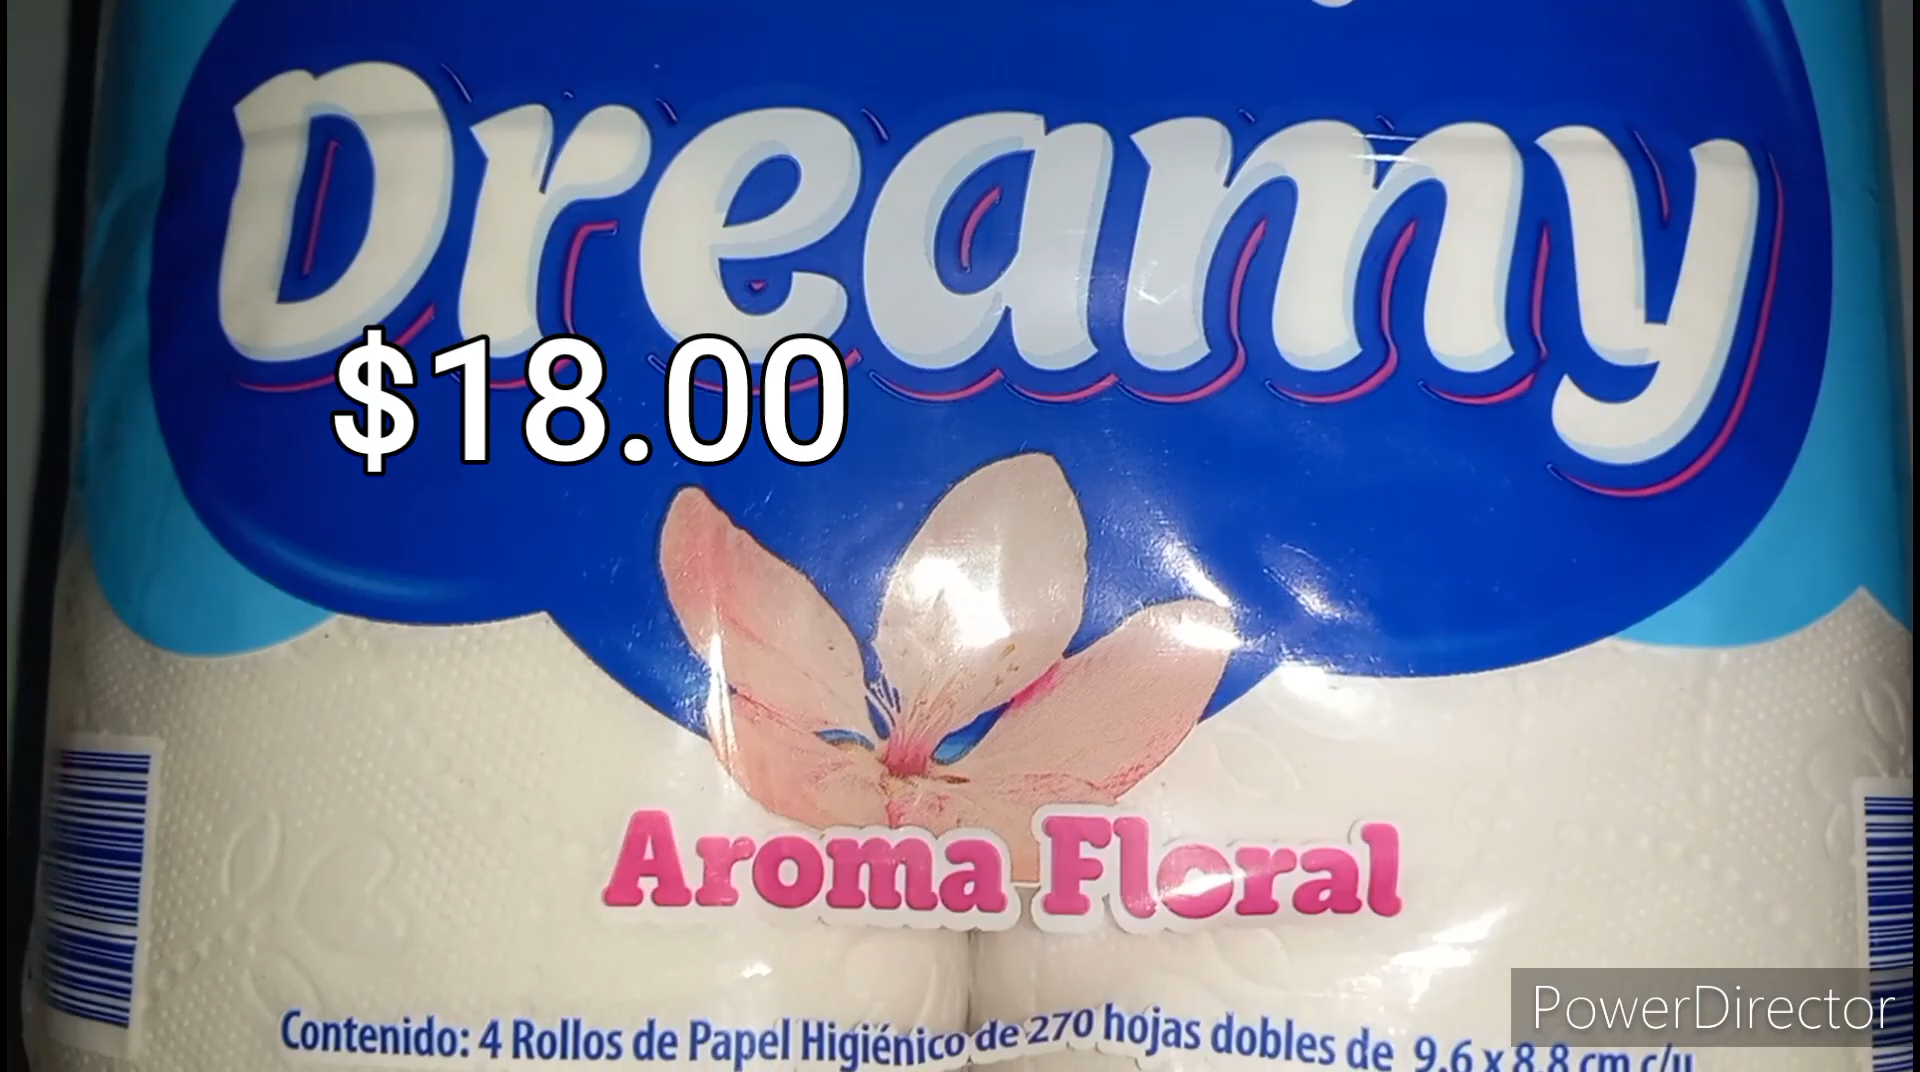 Dreamy
$18.00
Aroma Floral
Contenido: 4 Rollos de Papel Higiénico de 270 hojas dobles de 9.6 x 8.8 cm c/u
PowerDirector